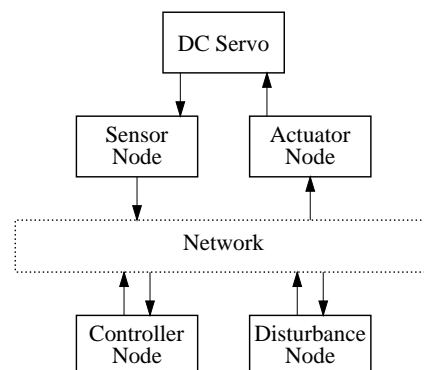 DC Servo
Sensor
Node
Actuator
Node
Network
Controller
Node
Disturbance
Node